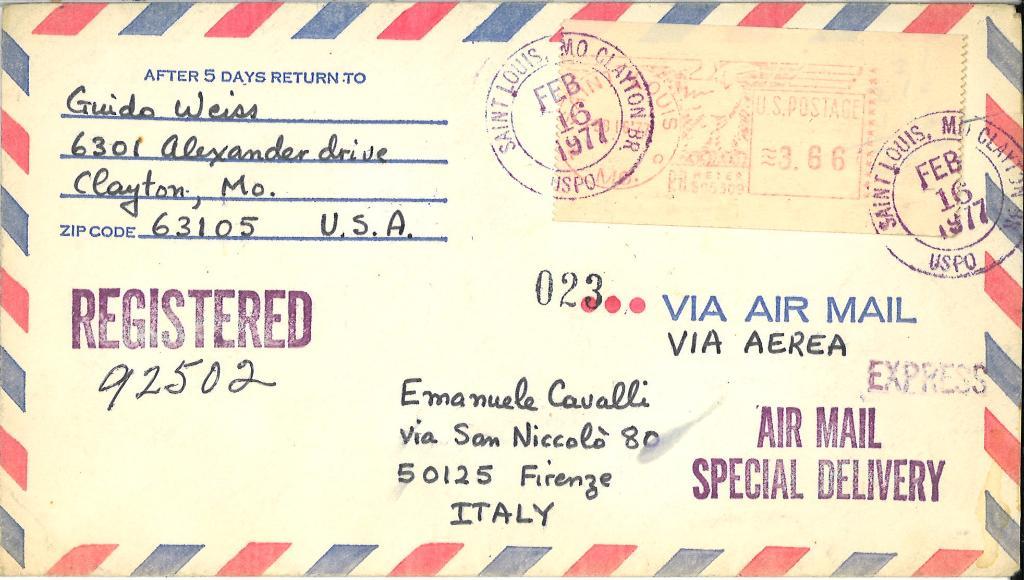 AFTER 5 DAYS RETURN TO
Guido Weiss
6301 Alexander drive
Clayton, Mo.
ZIP CODE 63105 U.S.A.
SAINT LOUIS, MO CLAYTON BR
FEB
16
1977
USPO
U.S. POSTAGE
3.66
METER
SAINT LOUIS, MO CLAYTON
FEB
16
1977
USPO
REGISTERED
92502
023
VIA AIR MAIL
VIA AEREA
EXPRESS
Emanuele Cavalli
via San Niccolò 80
50125 Firenze
ITALY
AIR MAIL
SPECIAL DELIVERY